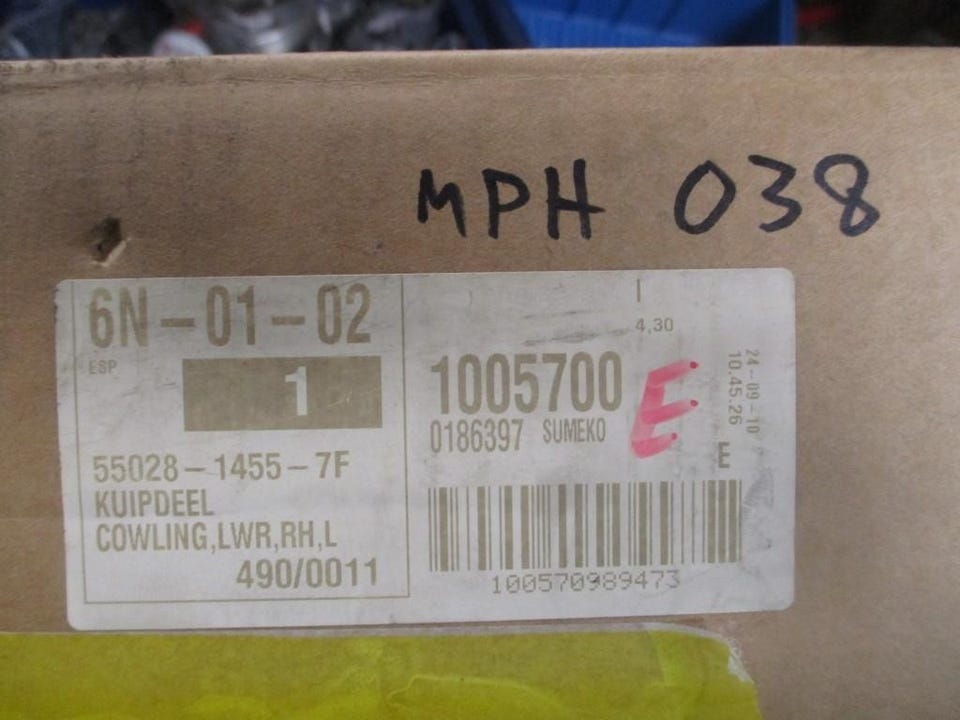 MPH 038
6N-01-02
ESP
1
55028-1455-7F
KUIPDEEL
COWLING,LWR,RH,L
490/0011
4,30
1005700
0186397 SUMEKO
E
24-09-10
10.45.26
E
100570989473